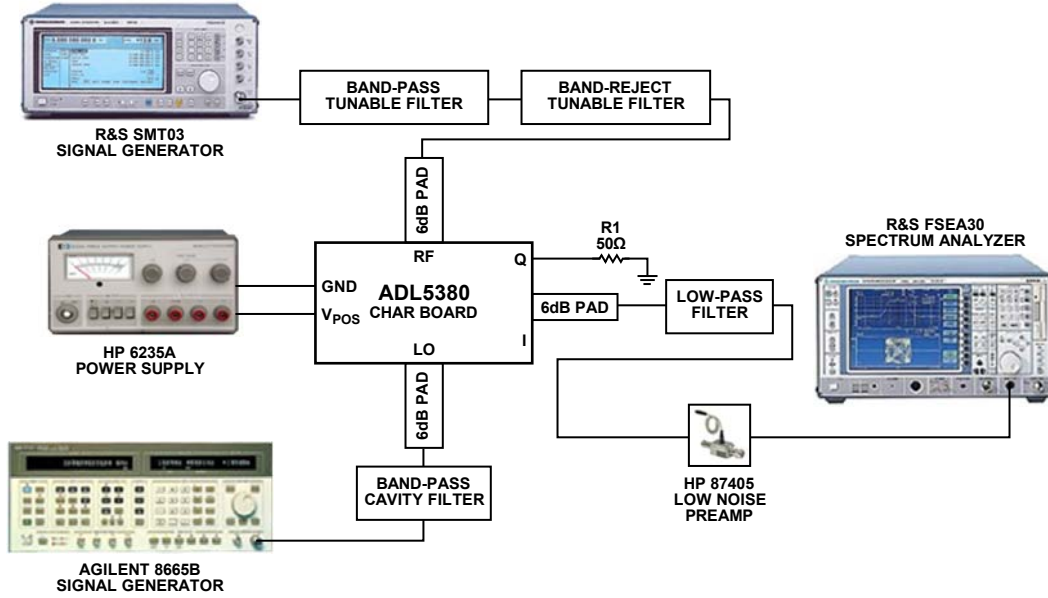 BAND-PASS
TUNABLE FILTER
BAND-REJECT
TUNABLE FILTER
R&S SMT03
SIGNAL GENERATOR
6dB PAD
R1
50Ω
R&S FSEA30
SPECTRUM ANALYZER
RF
Q
GND
ADL5380
CHAR BOARD
VPOS
LO
I
6dB PAD
LOW-PASS
FILTER
HP 6235A
POWER SUPPLY
6dB PAD
BAND-PASS
CAVITY FILTER
HP 87405
LOW NOISE
PREAMP
AGILENT 8665B
SIGNAL GENERATOR